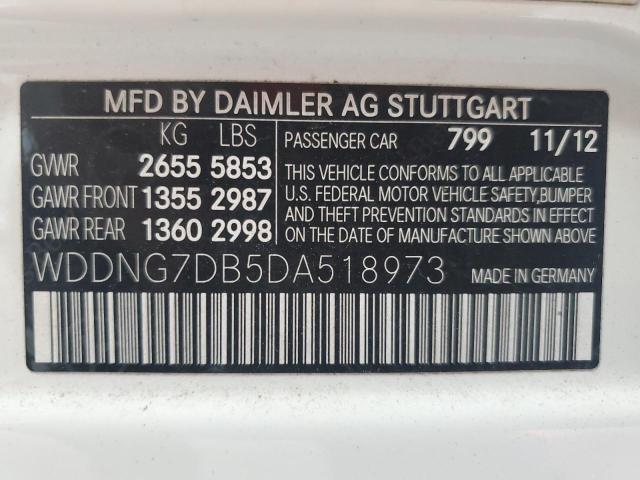 MFD BY DAIMLER AG STUTTGART
KG LBS
GVWR 2655 5853
GAWR FRONT 1355 2987
GAWR REAR 1360 2998
PASSENGER CAR 799 11/12
THIS VEHICLE CONFORMS TO ALL APPLICABLE
U.S. FEDERAL MOTOR VEHICLE SAFETY,BUMPER
AND THEFT PREVENTION STANDARDS IN EFFECT
ON THE DATE OF MANUFACTURE SHOWN ABOVE.
WDDNG7DB5DA518973 MADE IN GERMANY